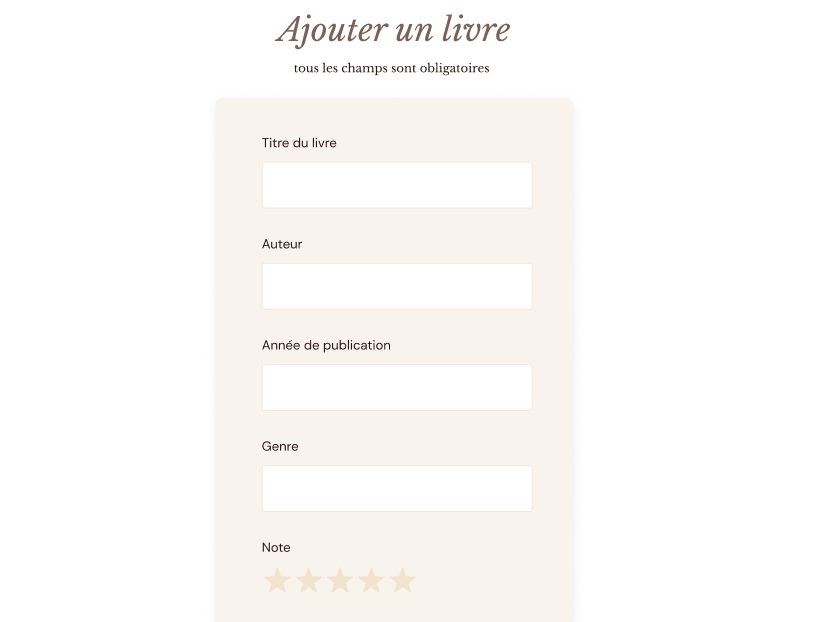 Ajouter un livre
tous les champs sont obligatoires
Titre du livre
Auteur
Année de publication
Genre
Note